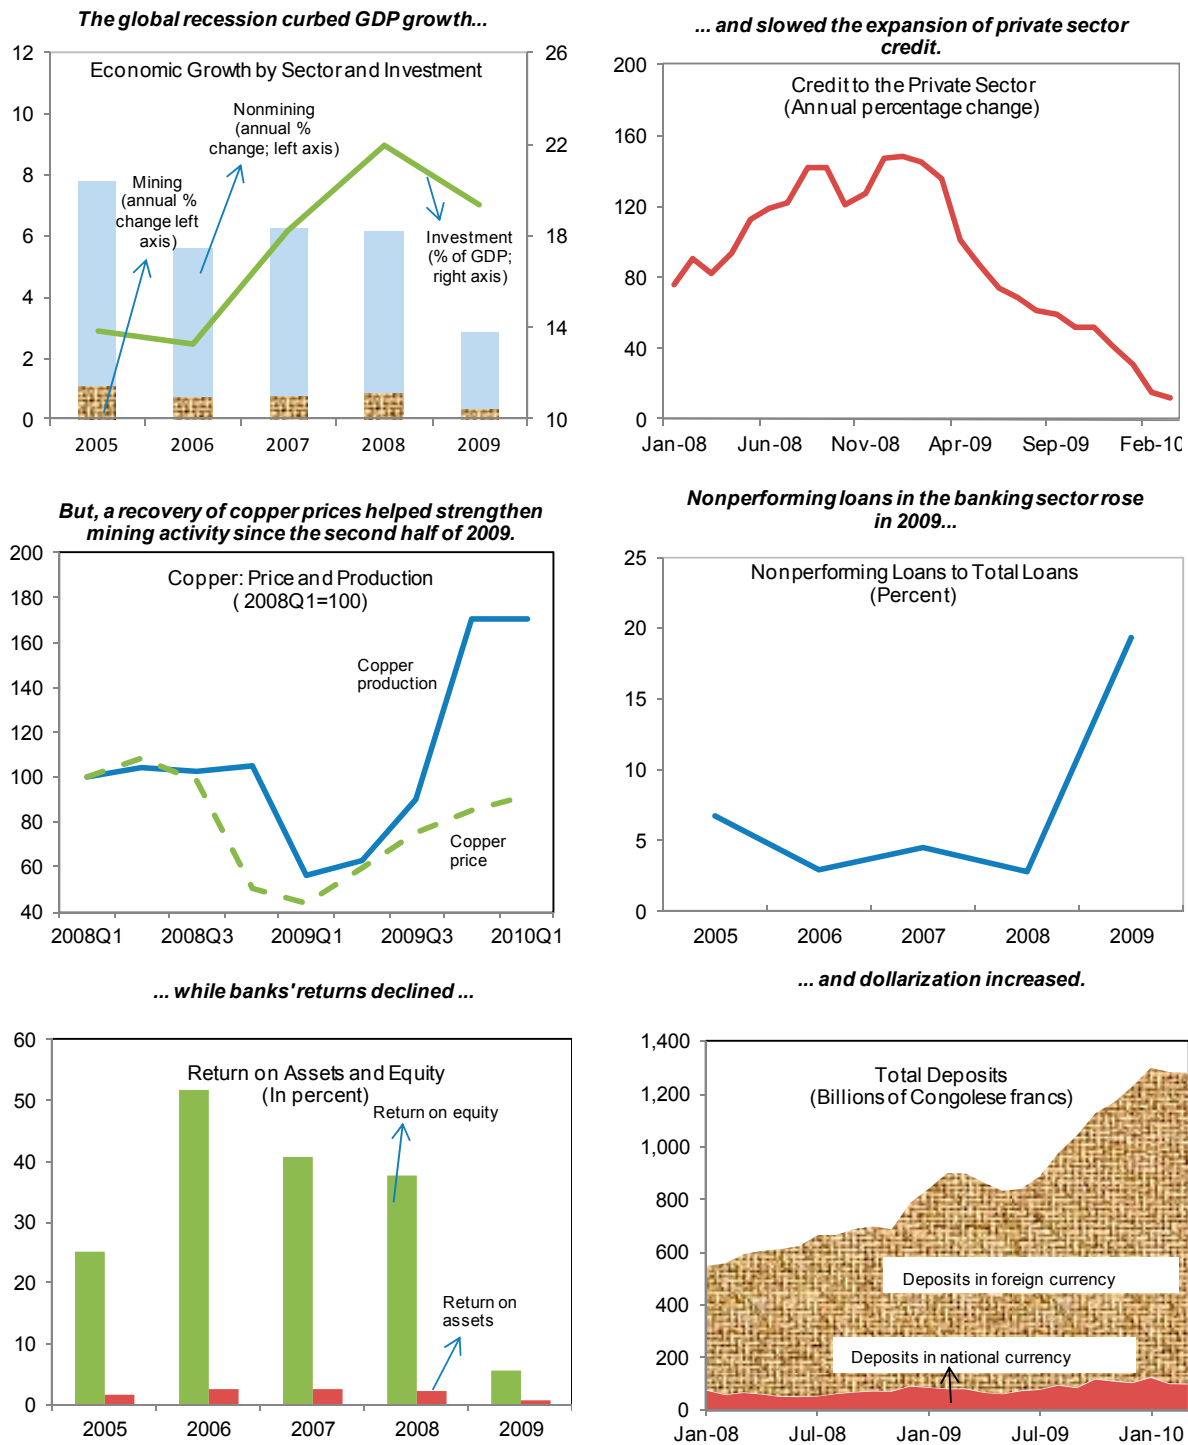 The global recession curbed GDP growth...
12
10
8
6
4
2
0
26
22
18
14
10
Economic Growth by Sector and Investment
Nonmining
(annual %
change; left axis)
Mining
(annual %
change left
axis)
Investment
(% of GDP;
right axis)
2005
2006
2007
2008
2009
... and slowed the expansion of private sector
credit.
200
160
120
80
40
0
Credit to the Private Sector
(Annual percentage change)
Jan-08
Jun-08
Nov-08
Apr-09
Sep-09
Feb-10
But, a recovery of copper prices helped strengthen
mining activity since the second half of 2009.
200
180
160
140
120
100
80
60
40
Copper: Price and Production
( 2008Q1=100)
Copper
production
Copper
price
2008Q1
2008Q3
2009Q1
2009Q3
2010Q1
Nonperforming loans in the banking sector rose
in 2009...
25
20
15
10
5
0
Nonperforming Loans to Total Loans
(Percent)
2005
2006
2007
2008
2009
... while banks' returns declined ...
60
50
40
30
20
10
0
Return on Assets and Equity
(In percent)
Return on equity
Return on
assets
2005
2006
2007
2008
2009
... and dollarization increased.
1,400
1,200
1,000
800
600
400
200
0
Total Deposits
(Billions of Congolese francs)
Deposits in foreign currency
Deposits in national currency
Jan-08
Jul-08
Jan-09
Jul-09
Jan-10